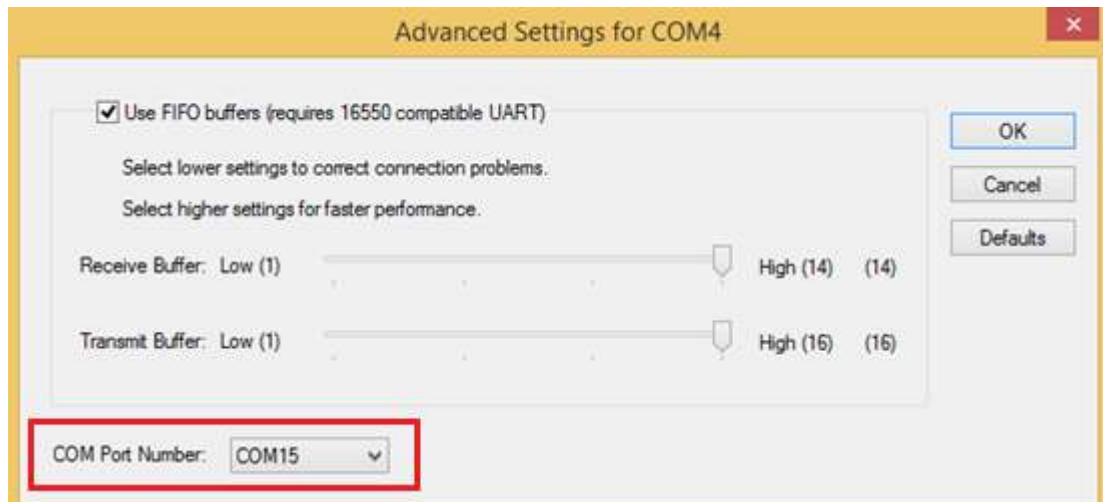 Advanced Settings for COM4
Use FIFO buffers (requires 16550 compatible UART)
OK
Select lower settings to correct connection problems.
Cancel
Select higher settings for faster performance.
Defaults
Receive Buffer: Low (1) High (14) (14)
Transmit Buffer: Low (1) High (16) (16)
COM Port Number: COM15